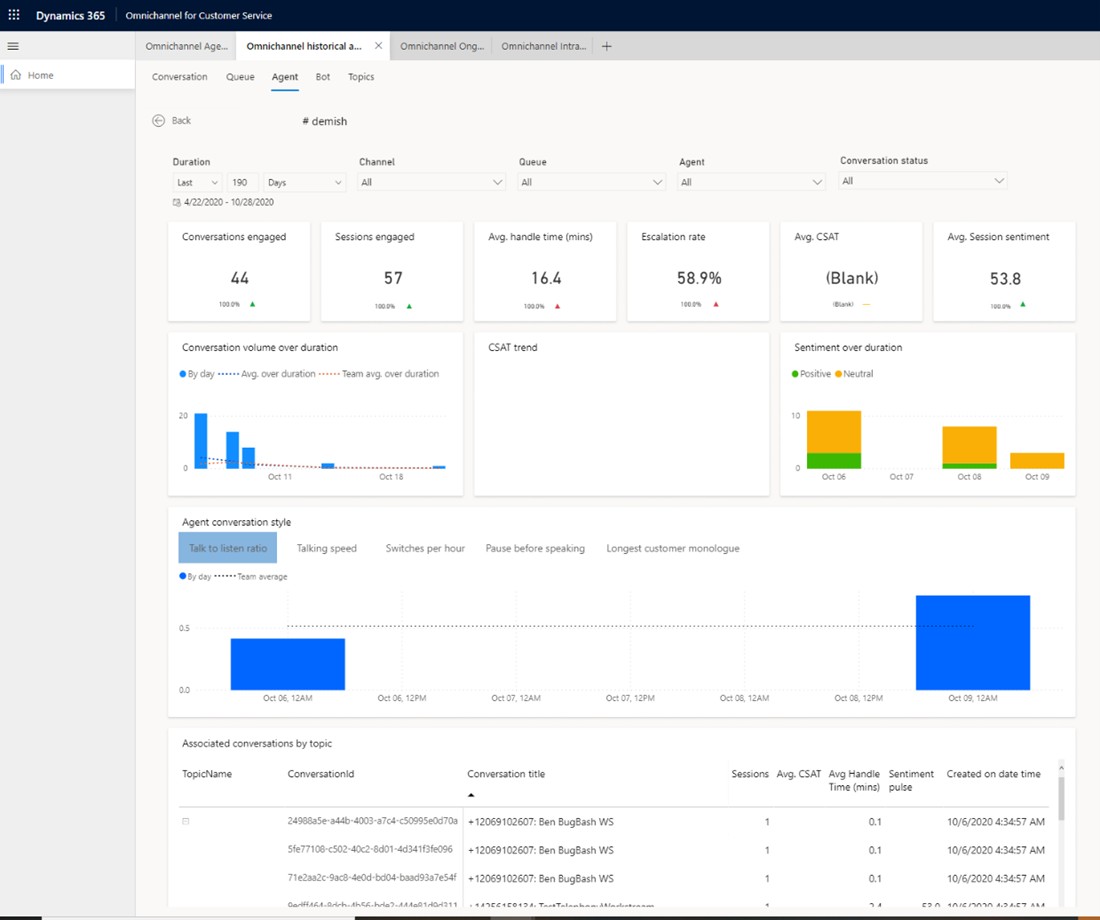 Dynamics 365 Omnichannel for Customer Service
Omnichannel Age... Omnichannel historical a... Omnichannel Ong... Omnichannel Intra...
Home
Conversation Queue Agent Bot Topics
Back # demish
Duration Channel Queue Agent Conversation status
Last 190 Days All All All All
4/22/2020 - 10/28/2020
Conversations engaged Sessions engaged Avg. handle time (mins) Escalation rate Avg. CSAT Avg. Session sentiment
44 57 16.4 58.9% (Blank) 53.8
100.0% 100.0% 100.0% 100.0% (Blank) 100.0%
Conversation volume over duration CSAT trend Sentiment over duration
By day Avg. over duration Team avg. over duration Positive Neutral
20 10
0 0
Oct 11 Oct 18 Oct 06 Oct 07 Oct 08 Oct 09
Agent conversation style
Talk to listen ratio Talking speed Switches per hour Pause before speaking Longest customer monologue
By day Team average
0.5
0.0
Oct 06, 12AM Oct 06, 12PM Oct 07, 12AM Oct 07, 12PM Oct 08, 12AM Oct 08, 12PM Oct 09, 12AM
Associated conversations by topic
TopicName ConversationId Conversation title Sessions Avg. CSAT Avg Handle Time (mins) Sentiment pulse Created on date time
24988a5e-a44b-4003-a7c4-c50995e0d70a +12069102607: Ben BugBash WS 1 0.1 10/6/2020 4:34:57 AM
5fe77108-c502-40c2-8d01-4d341f3fe096 +12069102607: Ben BugBash WS 1 0.1 10/6/2020 4:34:57 AM
71e2aa2c-9ac8-4e0d-bd04-baad93a7e54f +12069102607: Ben BugBash WS 1 0.1 10/6/2020 4:34:57 AM